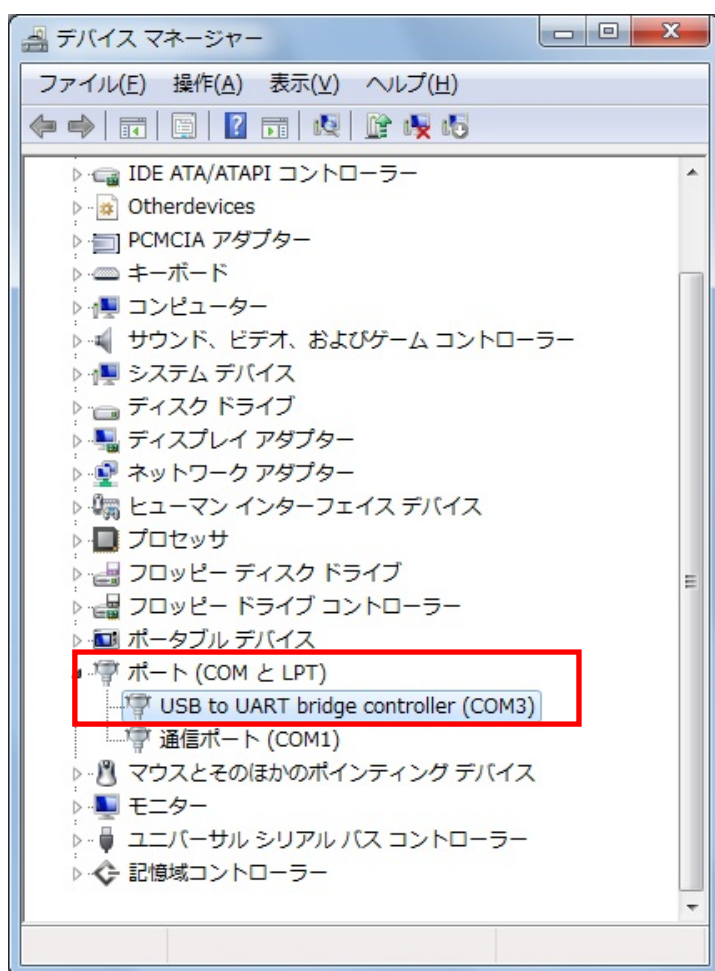 デバイス マネージャー
ファイル(F) 操作(A) 表示(V) ヘルプ(H)
IDE ATA/ATAPI コントローラー
Otherdevices
PCMCIA アダプター
キーボード
コンピューター
サウンド、ビデオ、およびゲーム コントローラー
システム デバイス
ディスク ドライブ
ディスプレイ アダプター
ネットワーク アダプター
ヒューマン インターフェイス デバイス
プロセッサ
フロッピー ディスク ドライブ
フロッピー ドライブ コントローラー
ポータブル デバイス
ポート (COM と LPT)
USB to UART bridge controller (COM3)
通信ポート (COM1)
マウスとそのほかのポインティング デバイス
モニター
ユニバーサル シリアル バス コントローラー
記憶域コントローラー